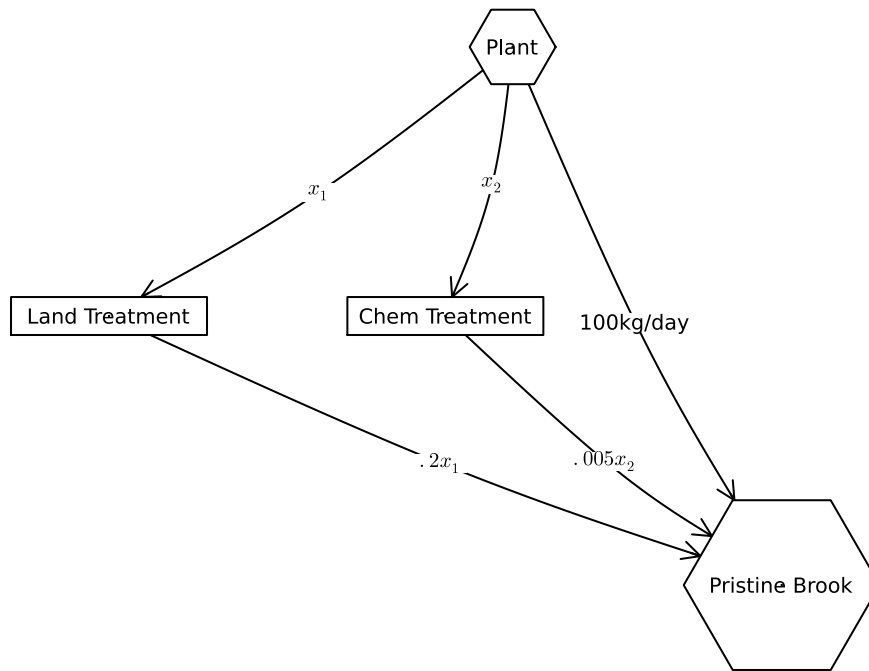 Plant
x₁
x₂
Land Treatment
Chem Treatment
100kg/day
.2x₁
.005x₂
Pristine Brook